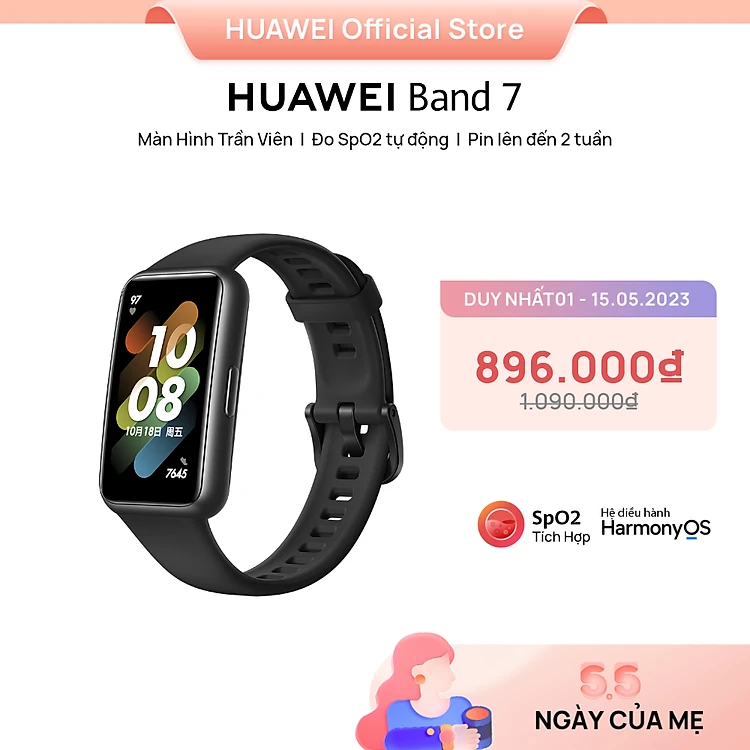 HUAWEI Official Store
HUAWEI Band 7
Màn Hình Trần Viên | Đo SpO2 tự động | Pin lên đến 2 tuần
97
10
08
10月18日 周五
7645
DUY NHẤT01 - 15.05.2023
896.000₫
1.090.000₫
SpO2
Tích Hợp
Hệ điều hành
HarmonyOS
5.5
NGÀY CỦA MẸ